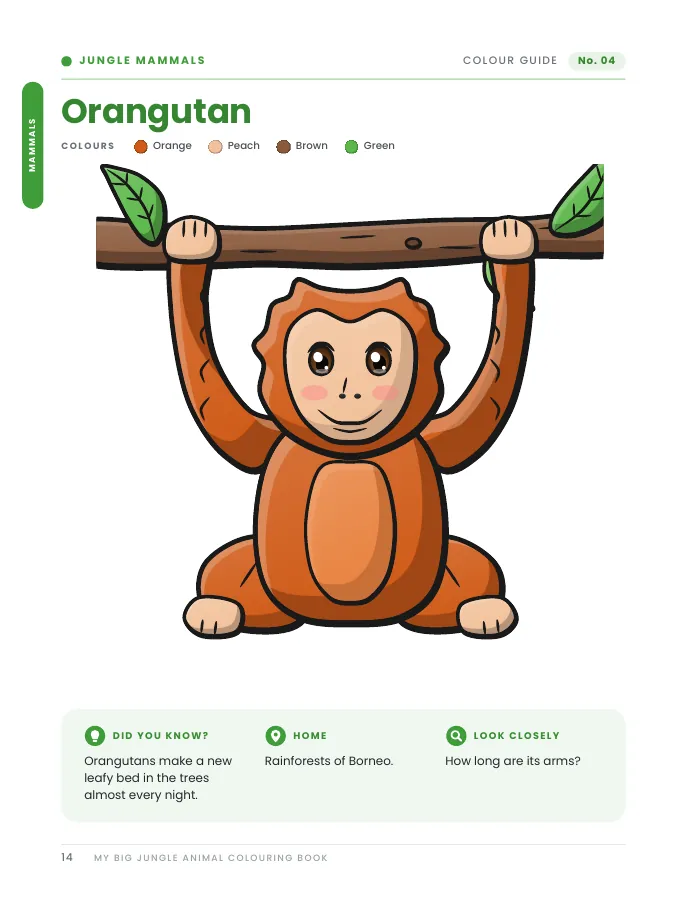 JUNGLE MAMMALS
COLOUR GUIDE No. 04
MAMMALS
Orangutan
COLOURS Orange Peach Brown Green
DID YOU KNOW?
Orangutans make a new
leafy bed in the trees
almost every night.
HOME
Rainforests of Borneo.
LOOK CLOSELY
How long are its arms?
14 MY BIG JUNGLE ANIMAL COLOURING BOOK